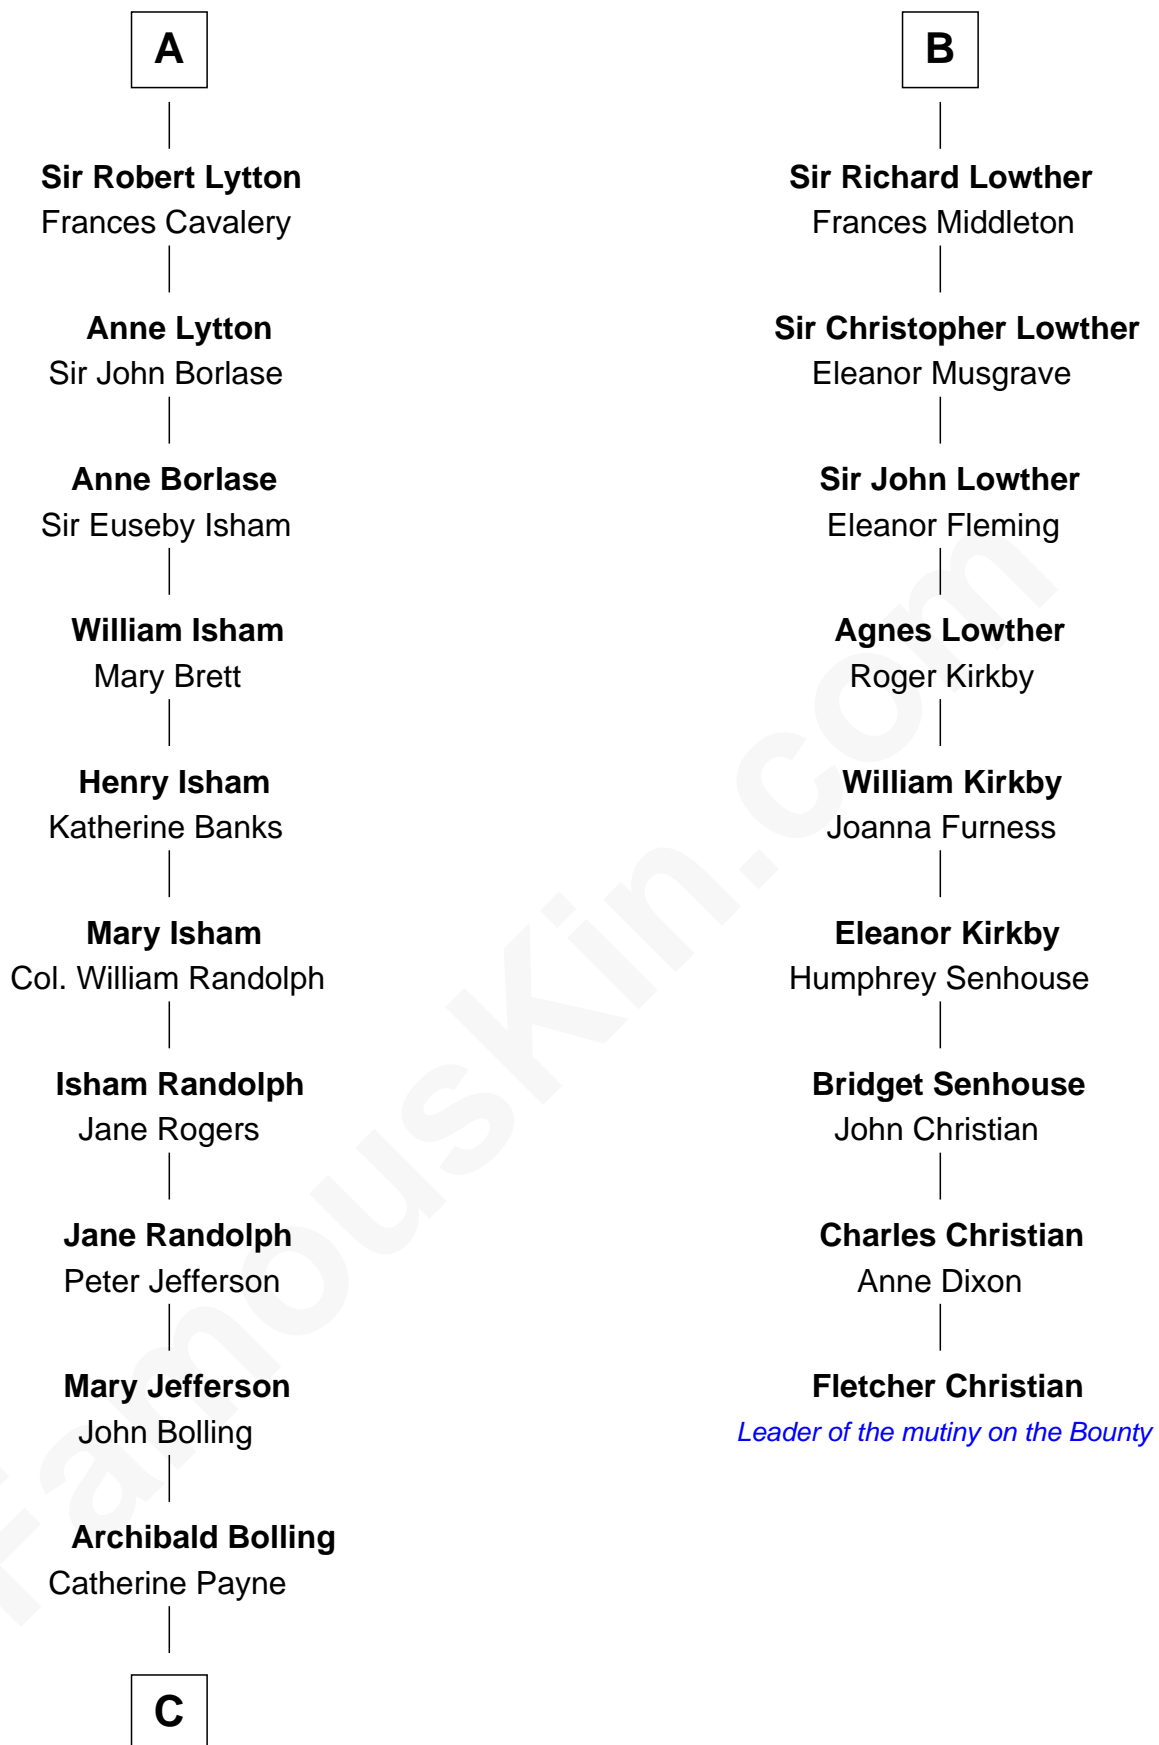 A
Sir Robert Lytton
Frances Cavalery
Anne Lytton
Sir John Borlase
Anne Borlase
Sir Euseby Isham
William Isham
Mary Brett
Henry Isham
Katherine Banks
Mary Isham
Col. William Randolph
Isham Randolph
Jane Rogers
Jane Randolph
Peter Jefferson
Mary Jefferson
John Bolling
Archibald Bolling
Catherine Payne
C
B
Sir Richard Lowther
Frances Middleton
Sir Christopher Lowther
Eleanor Musgrave
Sir John Lowther
Eleanor Fleming
Agnes Lowther
Roger Kirkby
William Kirkby
Joanna Furness
Eleanor Kirkby
Humphrey Senhouse
Bridget Senhouse
John Christian
Charles Christian
Anne Dixon
Fletcher Christian
Leader of the mutiny on the Bounty
FamousKin.com